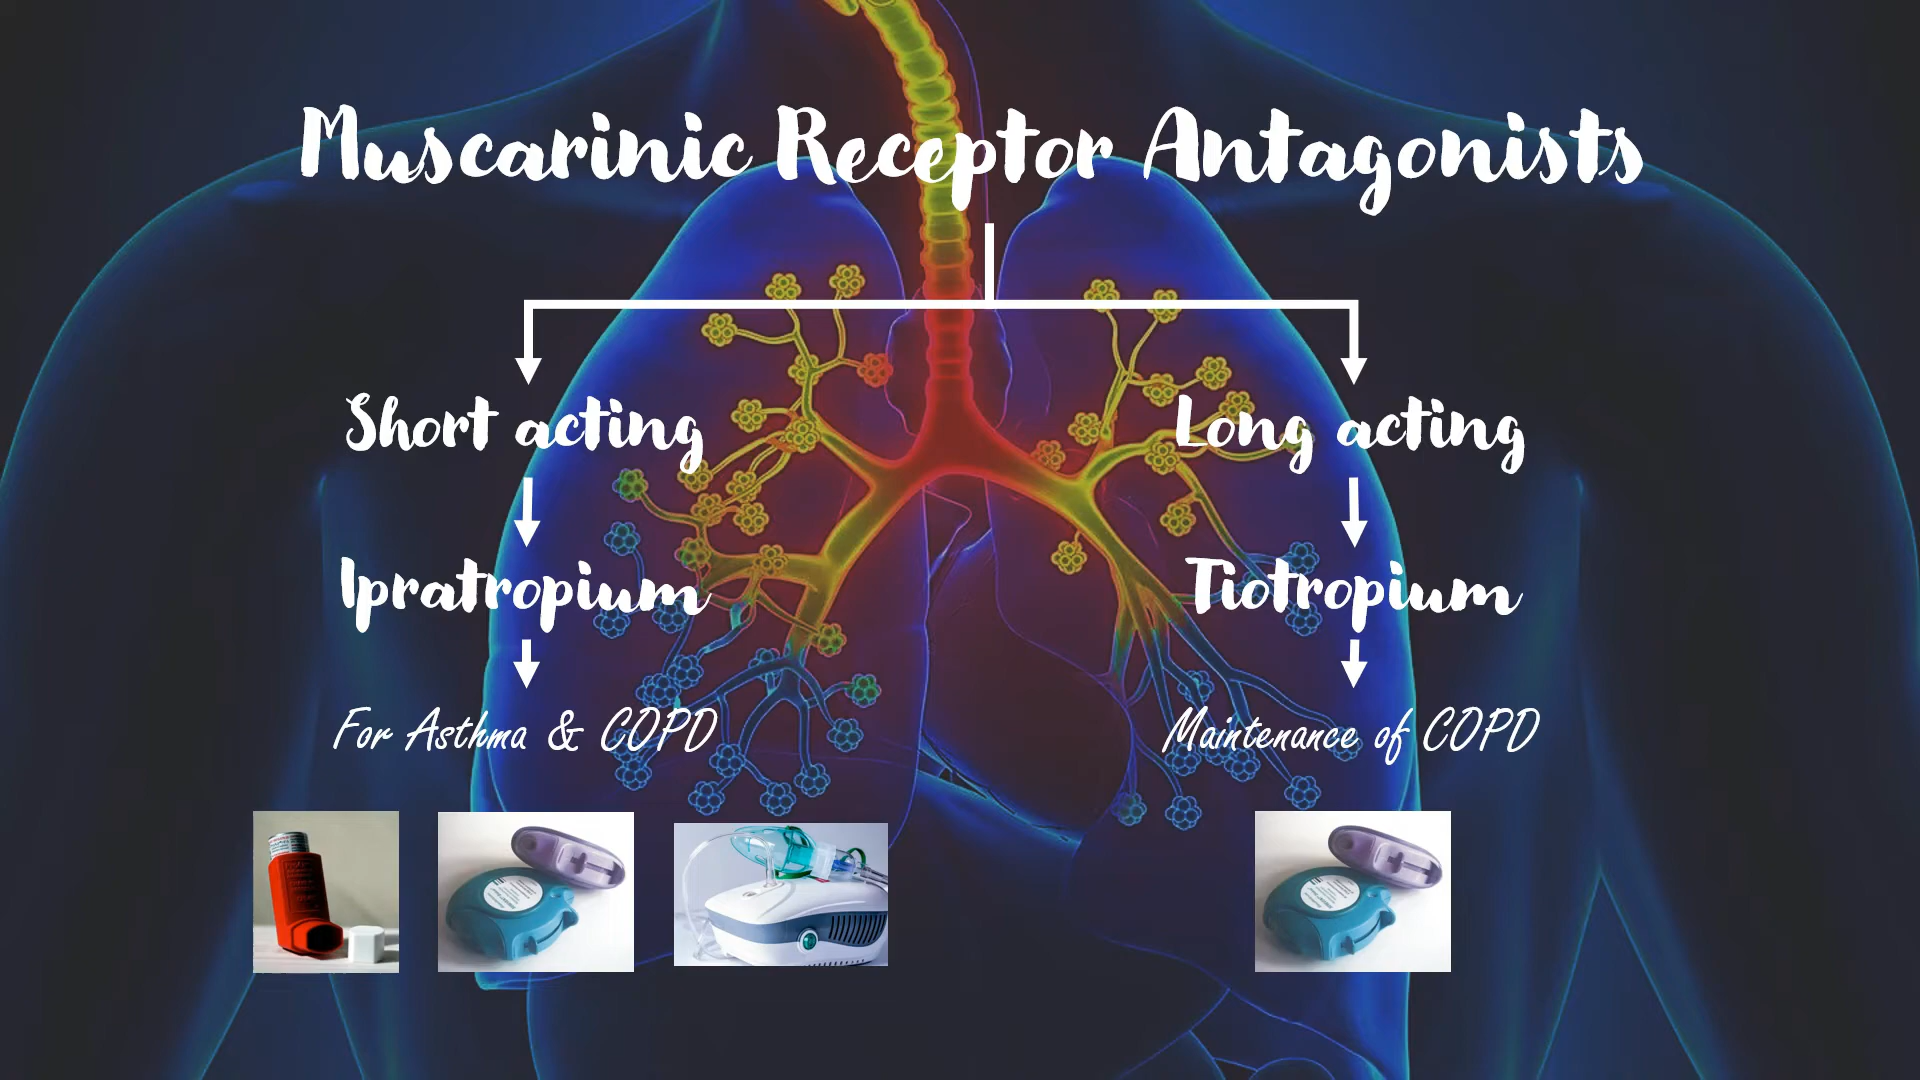 Muscarinic Receptor Antagonists
Short acting
Long acting
Ipratropium
Tiotropium
For Asthma & COPD
Maintenance of COPD